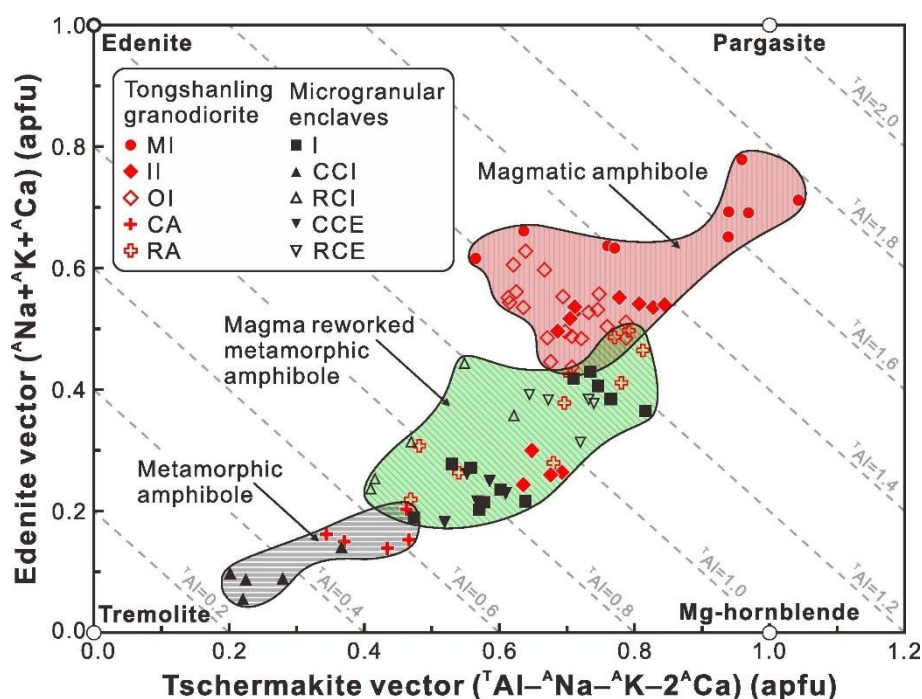 Edenite vector (ᴬNa+ᴬK+ᴬCa) (apfu)
1.0
0.8
0.6
0.4
0.2
0.0
Edenite
Pargasite
Tongshanling granodiorite
MI
II
OI
CA
RA
Microgranular enclaves
I
CCI
RCI
CCE
RCE
Magmatic amphibole
Magma reworked
metamorphic
amphibole
Metamorphic
amphibole
ᵀAl=2.0
ᵀAl=1.8
ᵀAl=1.6
ᵀAl=1.4
ᵀAl=1.2
ᵀAl=1.0
ᵀAl=0.8
ᵀAl=0.6
ᵀAl=0.4
ᵀAl=0.2
Tremolite
Mg-hornblende
0.0
0.2
0.4
0.6
0.8
1.0
1.2
Tschermakite vector (ᵀAl–ᴬNa–ᴬK–2ᴬCa) (apfu)